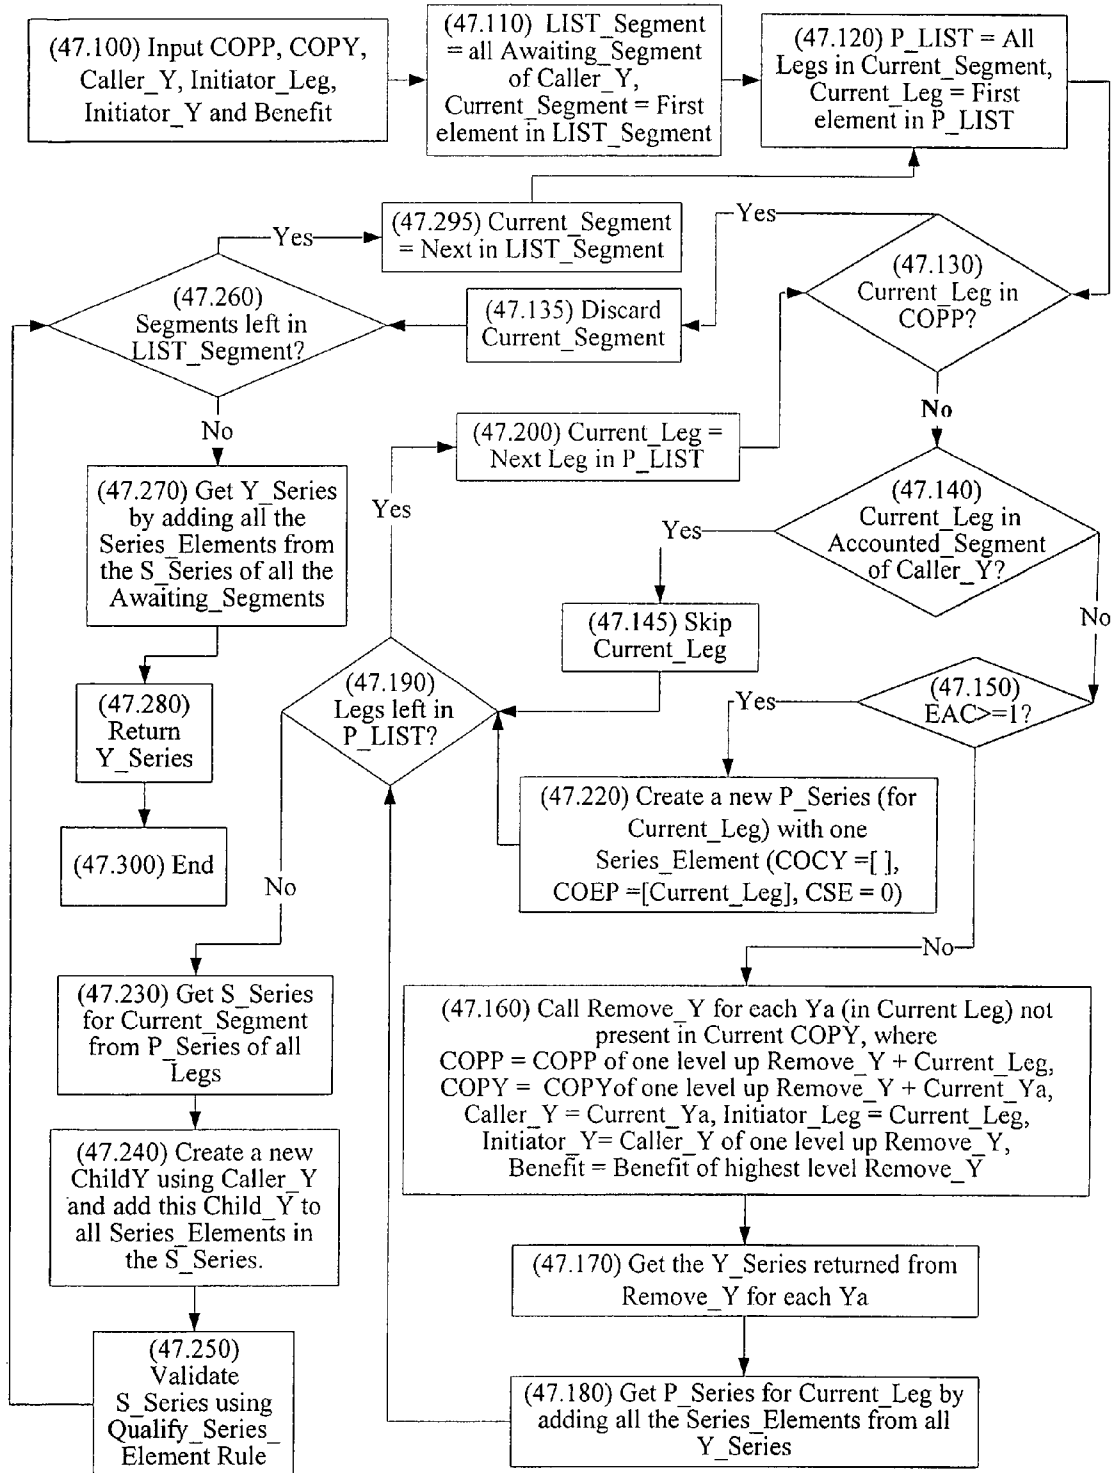 (47.100) Input COPP, COPY,
Caller_Y, Initiator_Leg,
Initiator_Y and Benefit
(47.110) LIST_Segment
= all Awaiting_Segment
of Caller_Y,
Current_Segment = First
element in LIST_Segment
(47.120) P_LIST = All
Legs in Current_Segment,
Current_Leg = First
element in P_LIST
(47.295) Current_Segment
= Next in LIST_Segment
Yes
Yes
(47.130)
Current_Leg in
COPP?
(47.260)
Segments left in
LIST_Segment?
(47.135) Discard
Current_Segment
No
No
(47.200) Current_Leg =
Next Leg in P_LIST
(47.270) Get Y_Series
by adding all the
Series_Elements from
the S_Series of all the
Awaiting_Segments
Yes
(47.140)
Current_Leg in
Accounted_Segment
of Caller_Y?
Yes
No
(47.145) Skip
Current_Leg
(47.280)
Return
Y_Series
(47.190)
Legs left in
P_LIST?
(47.150)
EAC>=1?
Yes
(47.220) Create a new P_Series (for
Current_Leg) with one
Series_Element (COCY =[ ],
COEP =[Current_Leg], CSE = 0)
(47.300) End
No
No
(47.230) Get S_Series
for Current_Segment
from P_Series of all
Legs
(47.160) Call Remove_Y for each Ya (in Current Leg) not
present in Current COPY, where
COPP = COPP of one level up Remove_Y + Current_Leg,
COPY = COPYof one level up Remove_Y + Current_Ya,
Caller_Y = Current_Ya, Initiator_Leg = Current_Leg,
Initiator_Y= Caller_Y of one level up Remove_Y,
Benefit = Benefit of highest level Remove_Y
(47.240) Create a new
ChildY using Caller_Y
and add this Child_Y to
all Series_Elements in
the S_Series.
(47.170) Get the Y_Series returned from
Remove_Y for each Ya
(47.250)
Validate
S_Series using
Qualify_Series_
Element Rule
(47.180) Get P_Series for Current_Leg by
adding all the Series_Elements from all
Y_Series